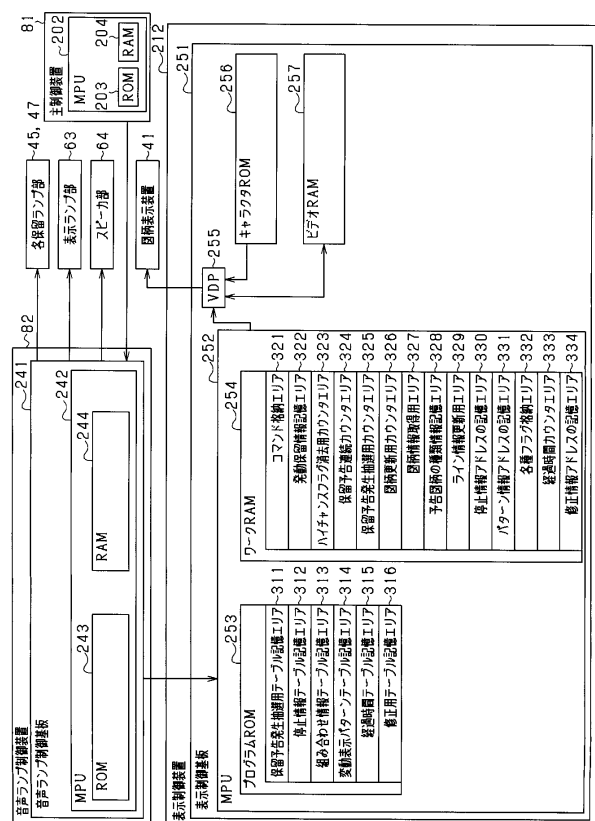 主制御装置
81
MPU
202
ROM
203
RAM
204
各保留ランプ部
45, 47
表示ランプ部
63
スピーカ部
64
図柄表示装置
41
音声ランプ制御装置
82
音声ランプ制御基板
241
MPU
242
ROM
243
RAM
244
表示制御装置
212
表示制御基板
251
MPU
252
VDP
255
キャラクタROM
256
ビデオRAM
257
プログラムROM
253
保留予告発生抽選用テーブル記憶エリア
311
停止情報テーブル記憶エリア
312
組み合わせ情報テーブル記憶エリア
313
変動表示パターンテーブル記憶エリア
314
経過時間テーブル記憶エリア
315
修正用テーブル記憶エリア
316
ワークRAM
254
コマンド格納エリア
321
発動保留情報記憶エリア
322
ハイチャンスフラグ消去用カウンタエリア
323
保留予告連続カウンタエリア
324
保留予告発生抽選用カウンタエリア
325
図柄更新用カウンタエリア
326
図柄情報取得用エリア
327
予告図柄の種類情報記憶エリア
328
ライン情報更新用エリア
329
停止情報アドレスの記憶エリア
330
パターン情報アドレスの記憶エリア
331
各種フラグ格納エリア
332
経過時間カウンタエリア
333
修正情報アドレスの記憶エリア
334